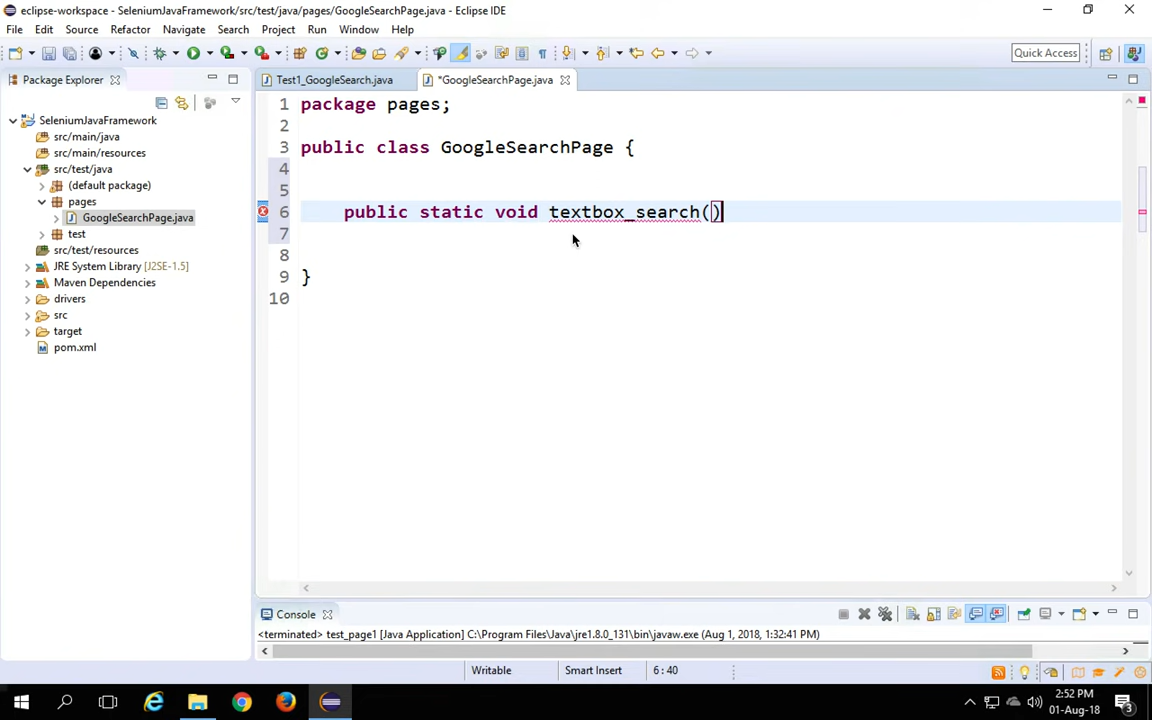 eclipse-workspace - SeleniumJavaFramework/src/test/java/pages/GoogleSearchPage.java - Eclipse IDE
File Edit Source Refactor Navigate Search Project Run Window Help
Quick Access
Package Explorer
Test1_GoogleSearch.java
*GoogleSearchPage.java
SeleniumJavaFramework
src/main/java
src/main/resources
src/test/java
(default package)
pages
GoogleSearchPage.java
test
src/test/resources
JRE System Library [J2SE-1.5]
Maven Dependencies
drivers
src
target
pom.xml
1 package pages;
2
3 public class GoogleSearchPage {
4
5
6 public static void textbox_search()
7
8
9 }
10
Console
<terminated> test_page1 [Java Application] C:\Program Files\Java\jre1.8.0_131\bin\javaw.exe (Aug 1, 2018, 1:32:41 PM)
Writable
Smart Insert
6 : 40
2:52 PM
01-Aug-18
3